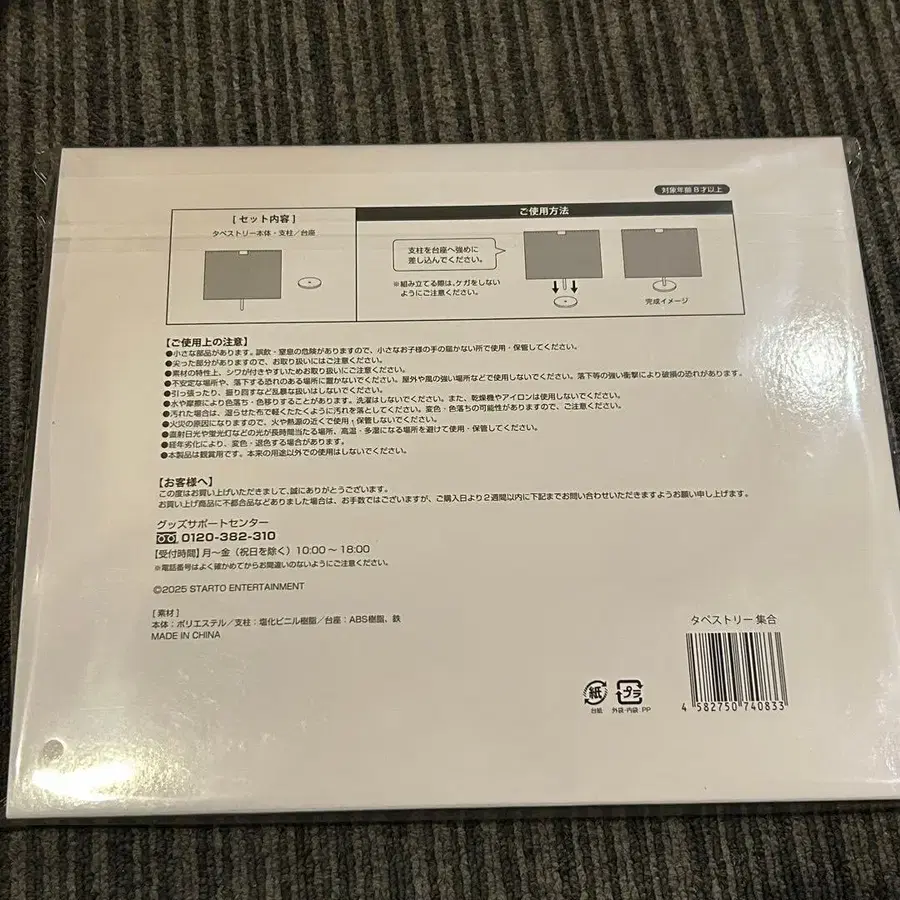 対象年齢 8才以上
[セット内容]
タペストリー本体・支柱/台座
ご使用方法
支柱を台座へ強めに
差し込んでください。
※組み立てる際は、ケガをしない
ようにご注意ください。
完成イメージ
【ご使用上の注意】
●小さな部品があります。誤飲・窒息の危険がありますので、小さなお子様の手の届かない所で使用・保管してください。
●尖った部分がありますので、お取り扱いにはご注意ください。
●素材の特性上、シワが付きやすいためお取り扱いにご注意ください。
●不安定な場所や、落下する恐れのある場所に置かないでください。屋外や風の強い場所などで使用しないでください。落下等の強い衝撃により破損の恐れがあります。
●引っ張ったり、振り回すなど乱暴な扱いはしないでください。
●水や摩擦により色落ち・色移りすることがあります。洗濯はしないでください。また、乾燥機やアイロンは使用しないでください。
●汚れた場合は、湿らせた布で軽くたたくように汚れを落としてください。変色・色落ちの可能性がありますので、ご注意ください。
●火災の原因になりますので、火や熱源の近くで使用・保管しないでください。
●直射日光や蛍光灯などの光が長時間当たる場所、高温・多湿になる場所を避けて使用・保管してください。
●経年劣化により、変色・退色する場合があります。
●本製品は観賞用です。本来の用途以外での使用はしないでください。
【お客様へ】
この度はお買い上げいただきまして、誠にありがとうございます。
お買い上げ商品に不都合品などありました場合は、お手数ではございますが、ご購入日より2週間以内に下記までお問い合わせいただきますようお願い申し上げます。
グッズサポートセンター
0120-382-310
【受付時間】月〜金(祝日を除く)10:00〜18:00
※電話番号はよく確かめてからお間違いのないようにご注意ください。
©2025 STARTO ENTERTAINMENT
[素材]
本体:ポリエステル/支柱:塩化ビニル樹脂/台座:ABS樹脂、鉄
MADE IN CHINA
タペストリー 集合
紙
台紙
プラ
外袋・内袋:PP
4 582750 740833